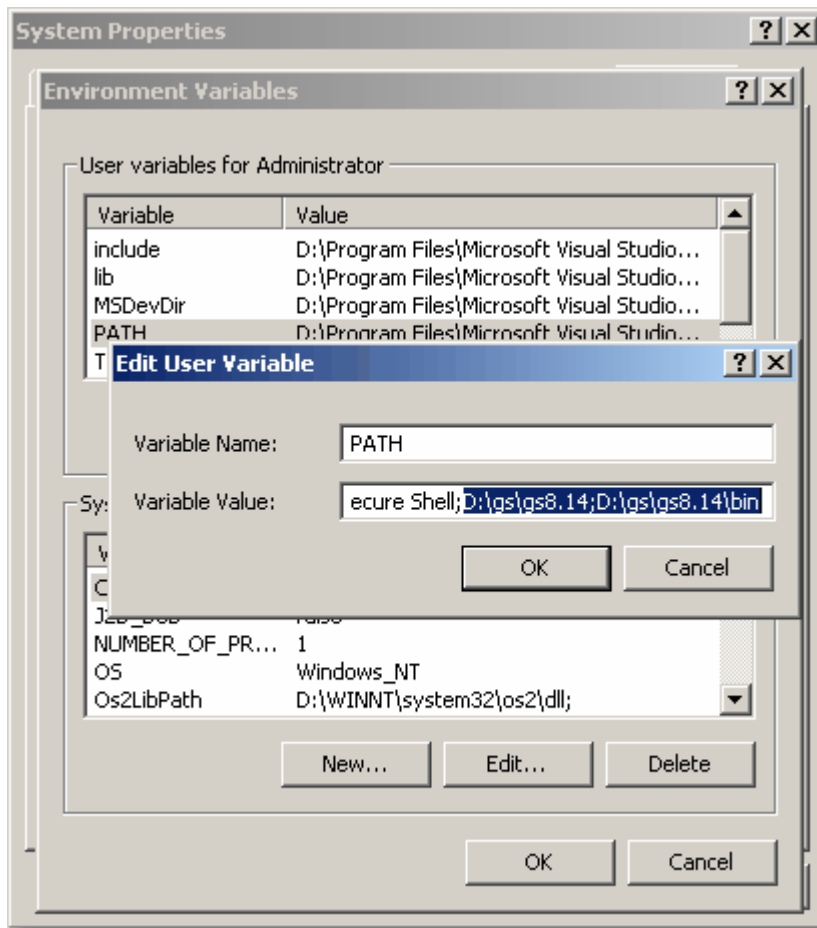 System Properties
Environment Variables
User variables for Administrator
Variable Value
include D:\Program Files\Microsoft Visual Studio...
lib D:\Program Files\Microsoft Visual Studio...
MSDevDir D:\Program Files\Microsoft Visual Studio...
PATH D:\Program Files\Microsoft Visual Studio...
T
Edit User Variable
Variable Name: PATH
Variable Value: ecure Shell;D:\gs\gs8.14;D:\gs\gs8.14\bin
OK Cancel
Sy
V
C
NUMBER_OF_PR... 1
OS Windows_NT
Os2LibPath D:\WINNT\system32\os2\dll;
New... Edit... Delete
OK Cancel